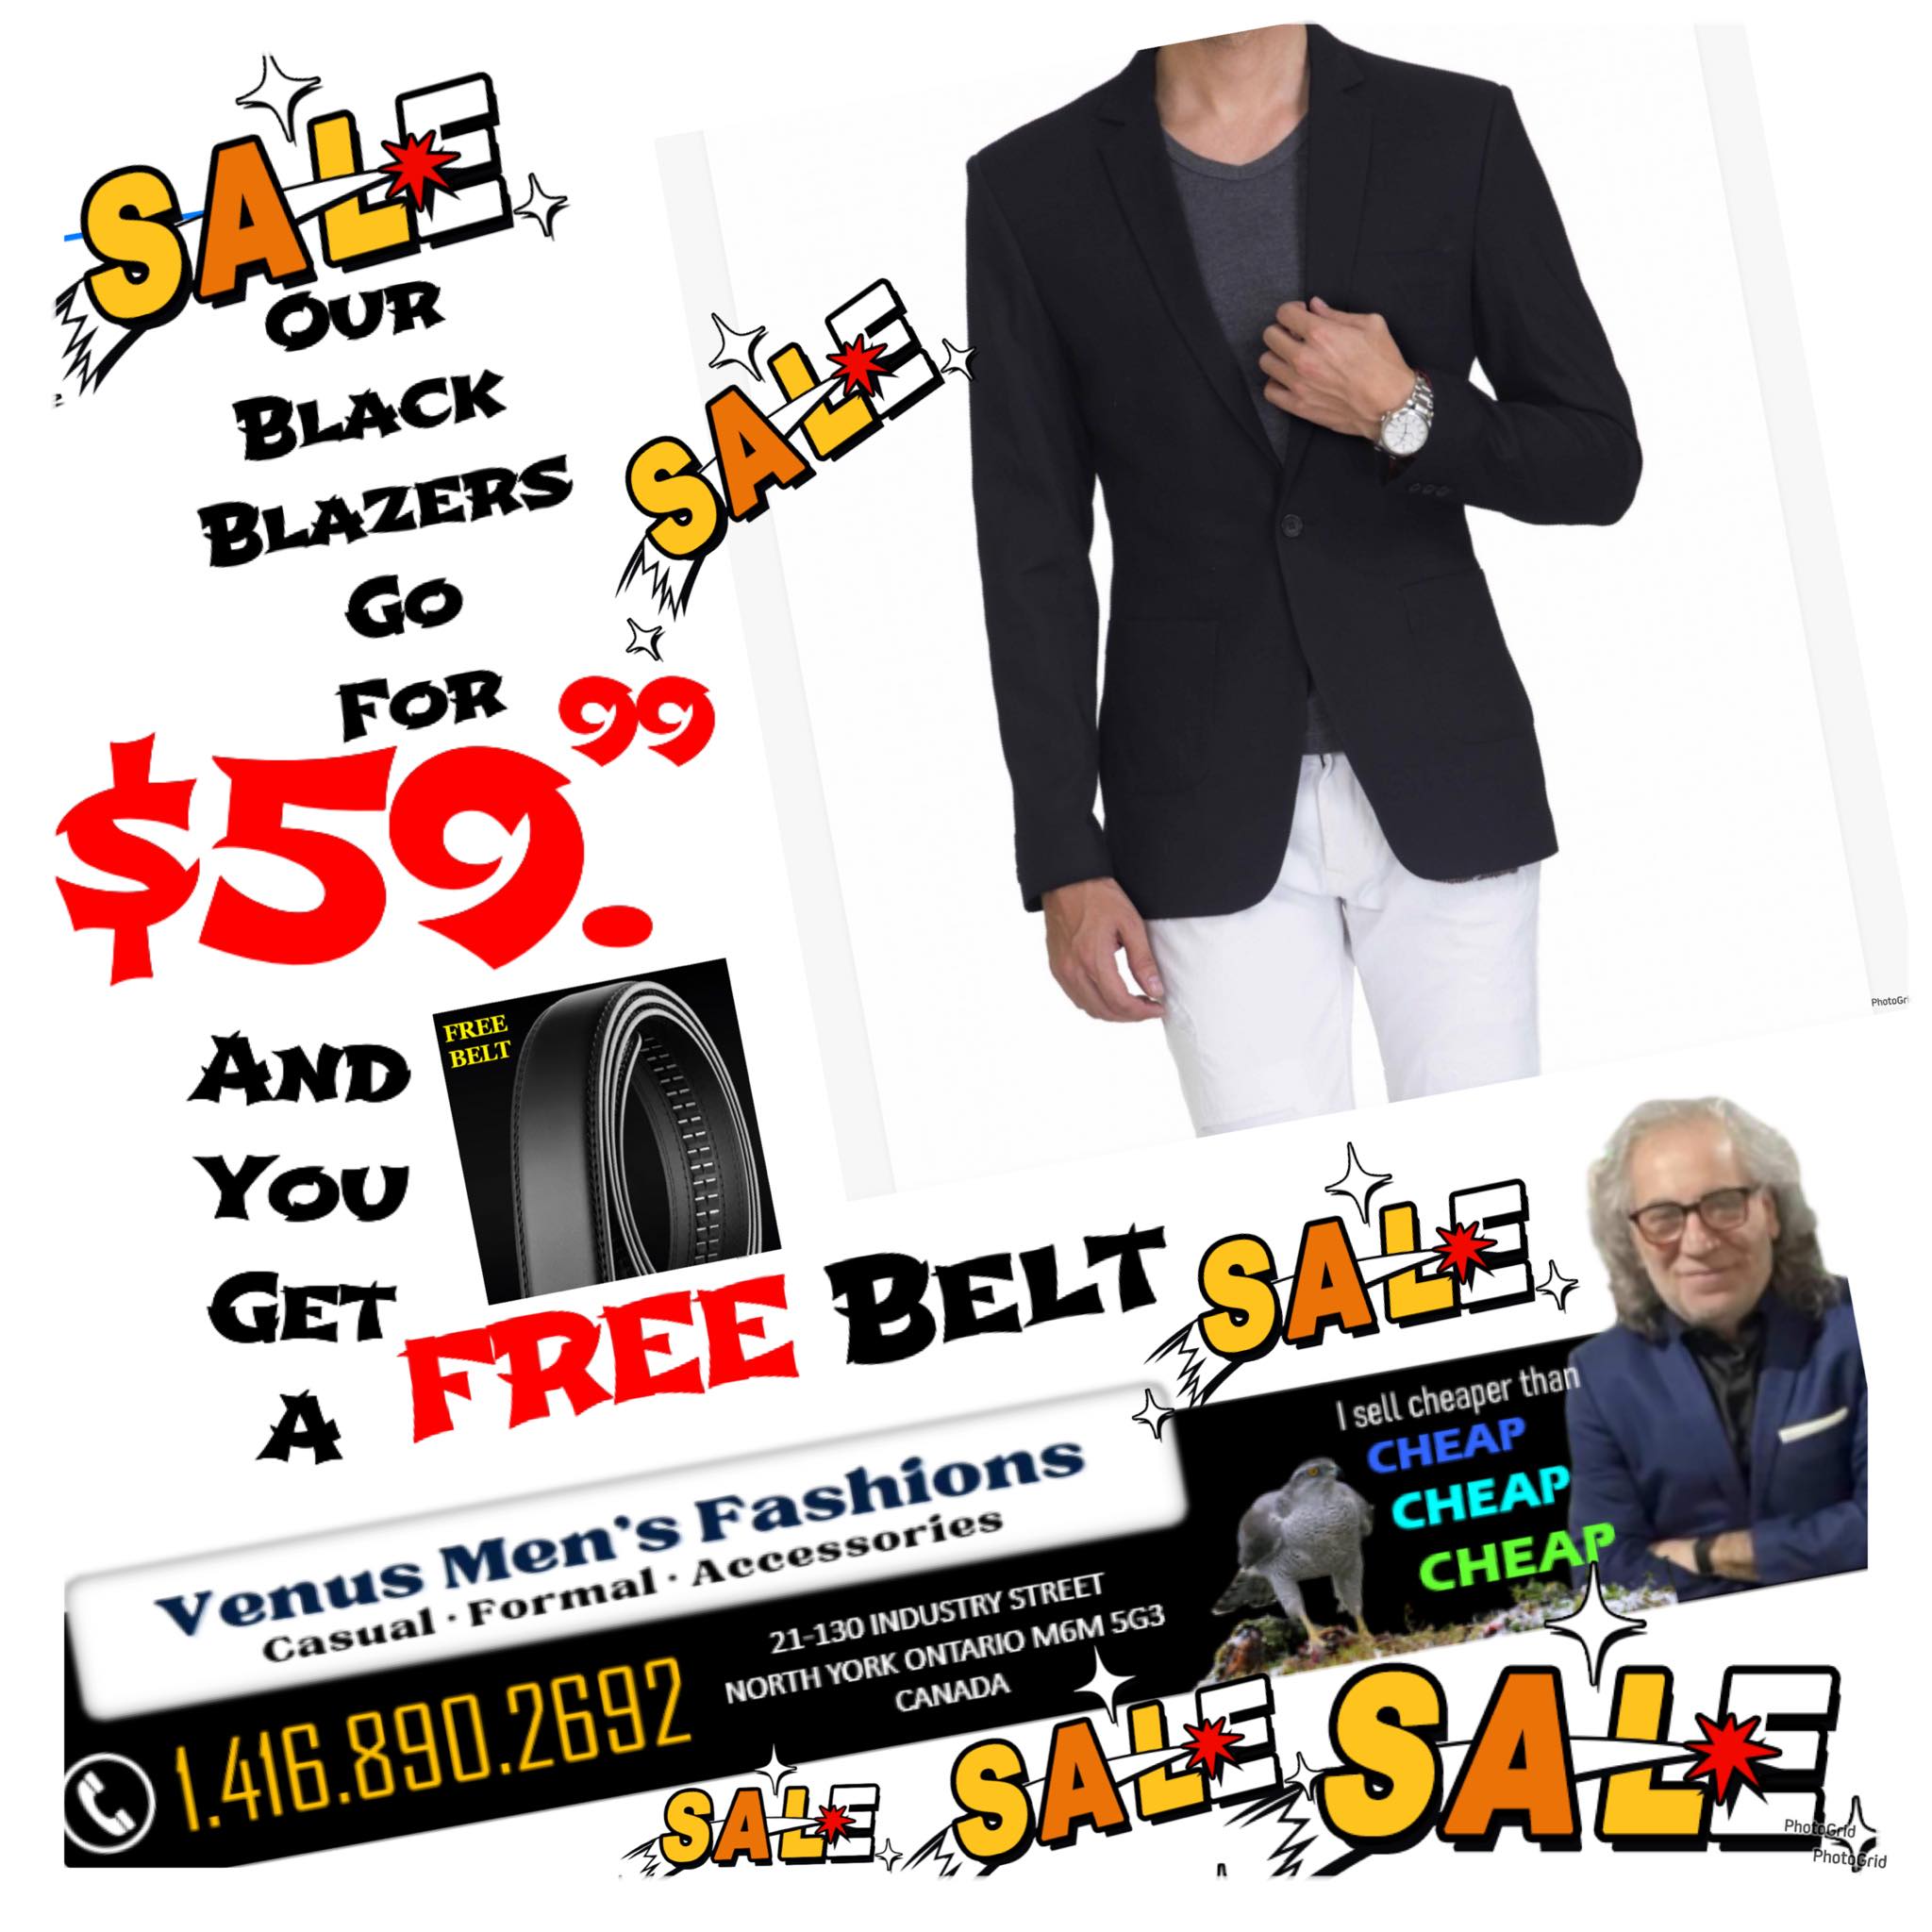 SALE
OUR
BLACK
BLAZERS
GO
FOR
$59.99
SALE
AND
YOU
GET
A
FREE BELT
FREE
BELT
SALE
I sell cheaper than
CHEAP
CHEAP
CHEAP
Venus Men's Fashions
Casual · Formal · Accessories
21-130 INDUSTRY STREET
NORTH YORK ONTARIO M6M 5G3
CANADA
1.416.890.2692
SALE
SALE
SALE
PhotoGri
PhotoGrid
PhotoGrid